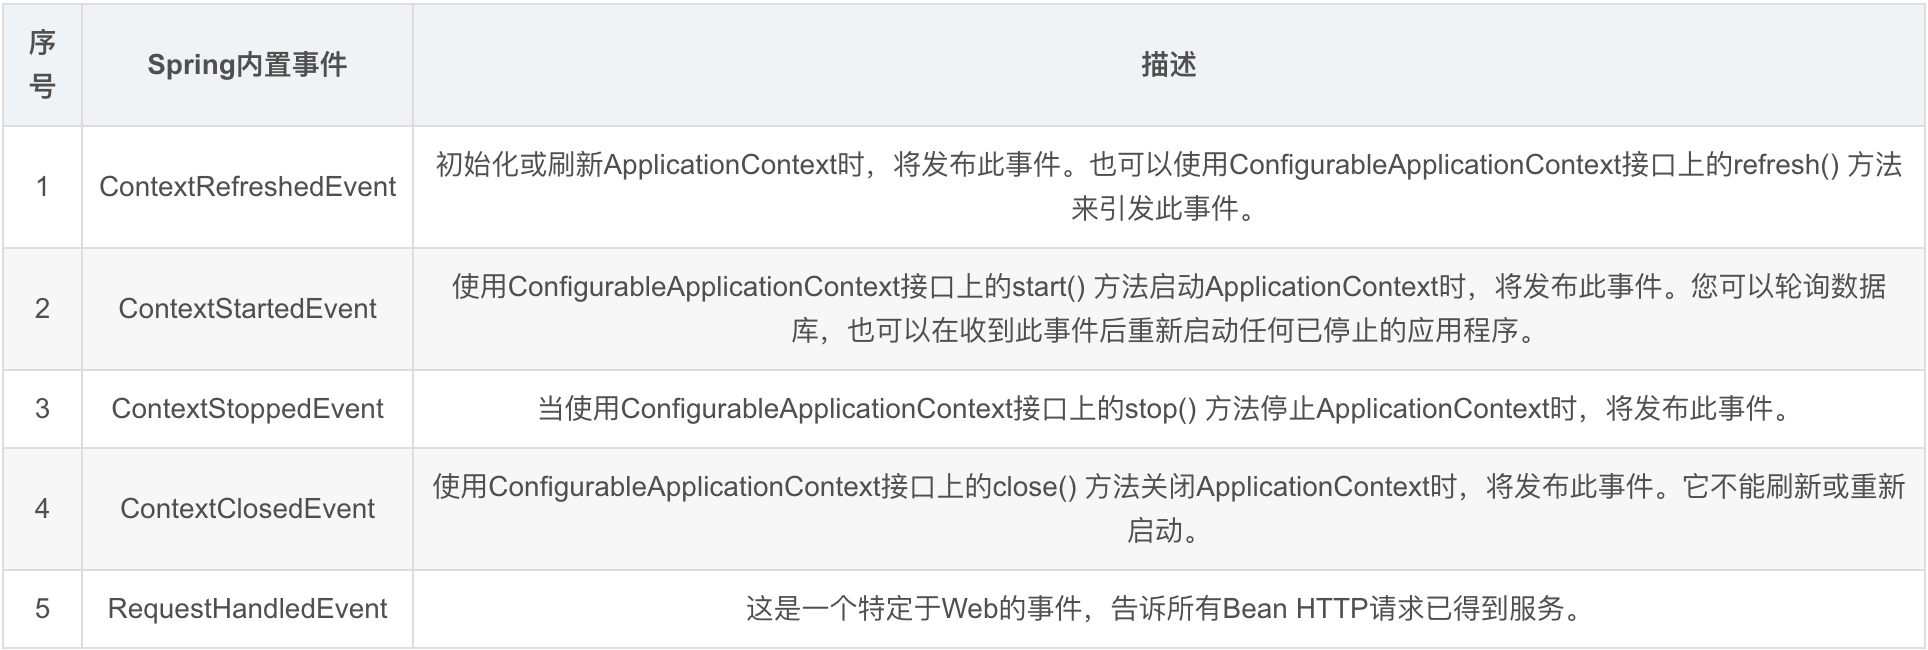 序
号
Spring内置事件
描述
1
ContextRefreshedEvent
初始化或刷新ApplicationContext时，将发布此事件。也可以使用ConfigurableApplicationContext接口上的refresh() 方法
来引发此事件。
2
ContextStartedEvent
使用ConfigurableApplicationContext接口上的start() 方法启动ApplicationContext时，将发布此事件。您可以轮询数据
库，也可以在收到此事件后重新启动任何已停止的应用程序。
3
ContextStoppedEvent
当使用ConfigurableApplicationContext接口上的stop() 方法停止ApplicationContext时，将发布此事件。
4
ContextClosedEvent
使用ConfigurableApplicationContext接口上的close() 方法关闭ApplicationContext时，将发布此事件。它不能刷新或重新
启动。
5
RequestHandledEvent
这是一个特定于Web的事件，告诉所有Bean HTTP请求已得到服务。